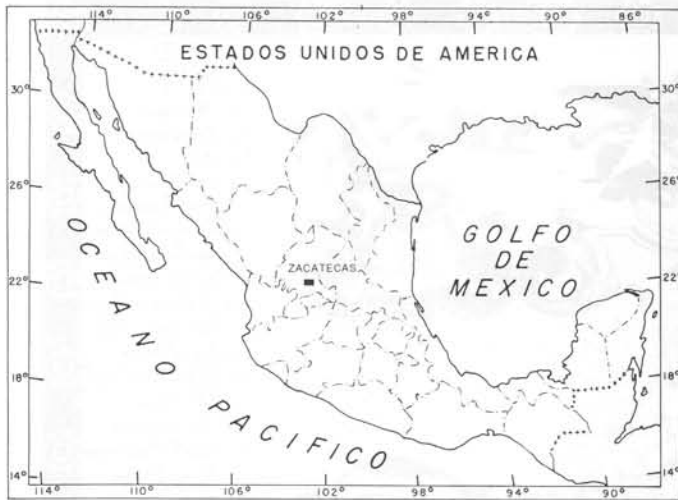 114° 110° 106° 102° 98° 94° 90° 86°
ESTADOS UNIDOS DE AMERICA
30° 30°
26° 26°
GOLFO
DE
MEXICO
ZACATECAS
22° 22°
OCEANO PACIFICO
18° 18°
14° 14°
114° 110° 106° 102° 98° 94° 90°